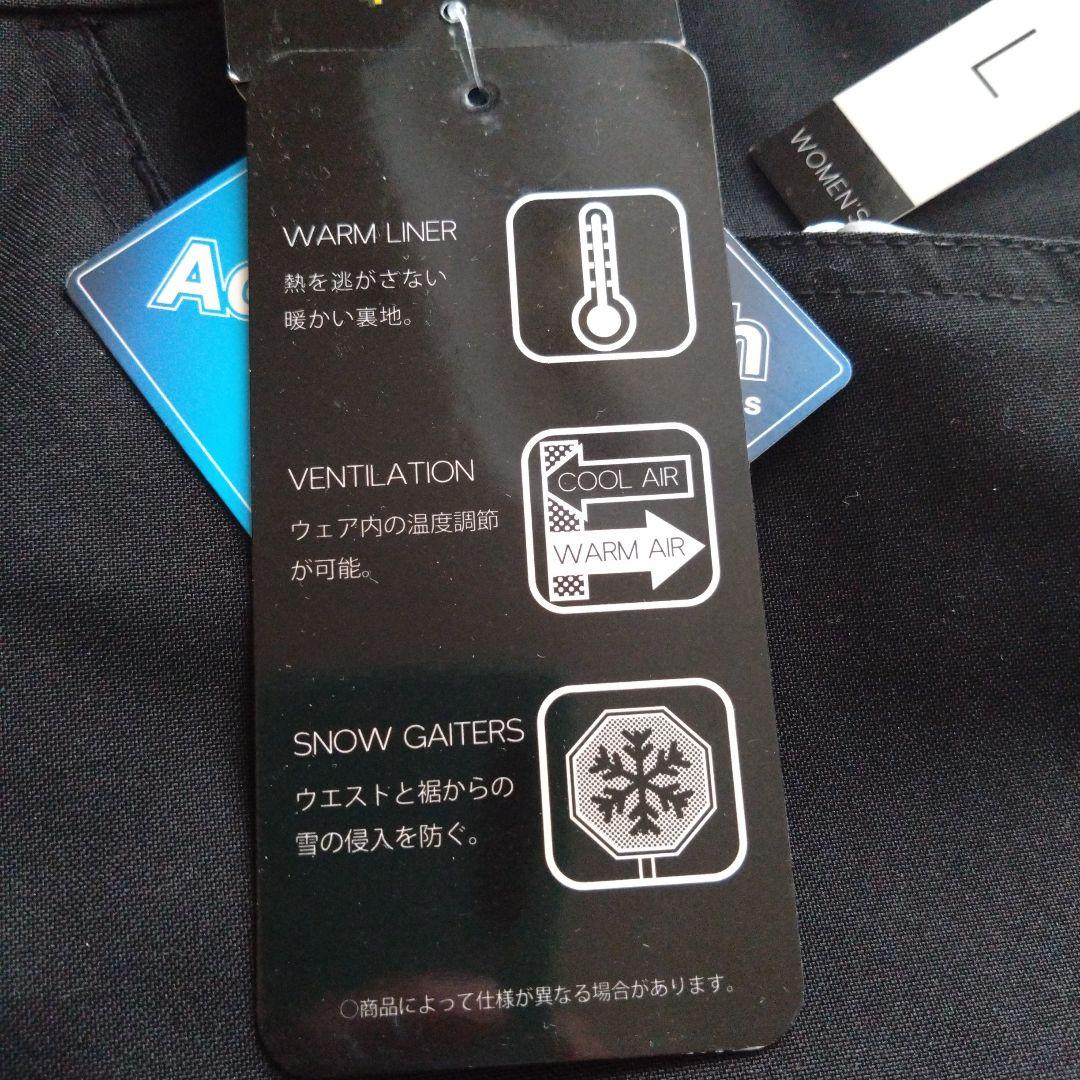 L
WOMEN'S
WARM LINER
熱を逃がさない
暖かい裏地。
VENTILATION
ウェア内の温度調節
が可能。
COOL AIR
WARM AIR
SNOW GAITERS
ウエストと裾からの
雪の侵入を防ぐ。
○商品によって仕様が異なる場合があります。